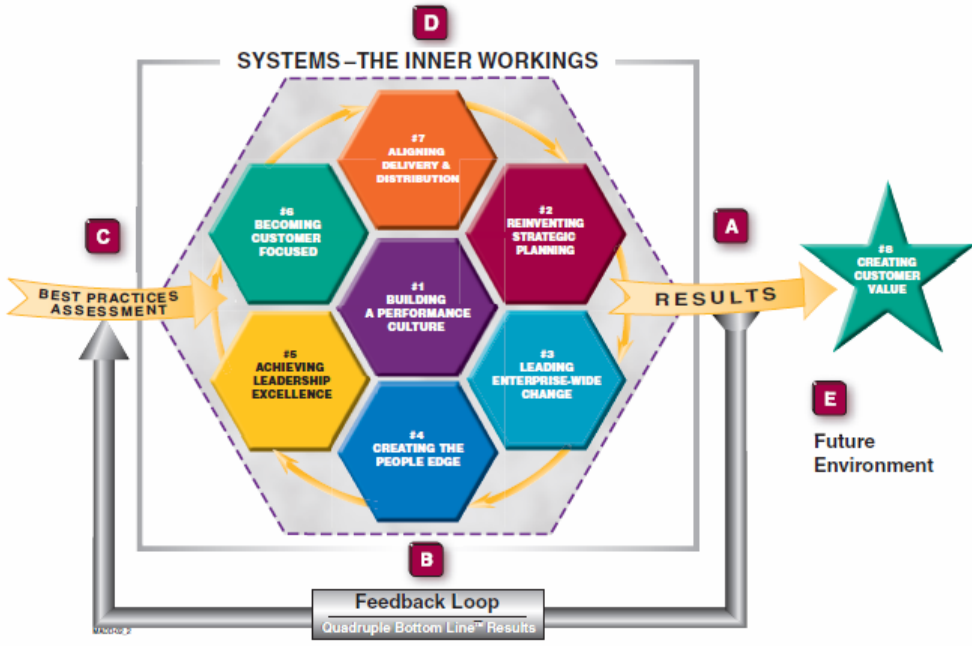 D
SYSTEMS–THE INNER WORKINGS
#7
ALIGNING
DELIVERY &
DISTRIBUTION
#6
BECOMING
CUSTOMER
FOCUSED
#2
REINVENTING
STRATEGIC
PLANNING
C
A
#8
CREATING
CUSTOMER
VALUE
#1
BUILDING
A PERFORMANCE
CULTURE
BEST PRACTICES
ASSESSMENT
RESULTS
#5
ACHIEVING
LEADERSHIP
EXCELLENCE
#3
LEADING
ENTERPRISE-WIDE
CHANGE
E
Future
Environment
#4
CREATING THE
PEOPLE EDGE
B
Feedback Loop
Quadruple Bottom Line™ Results